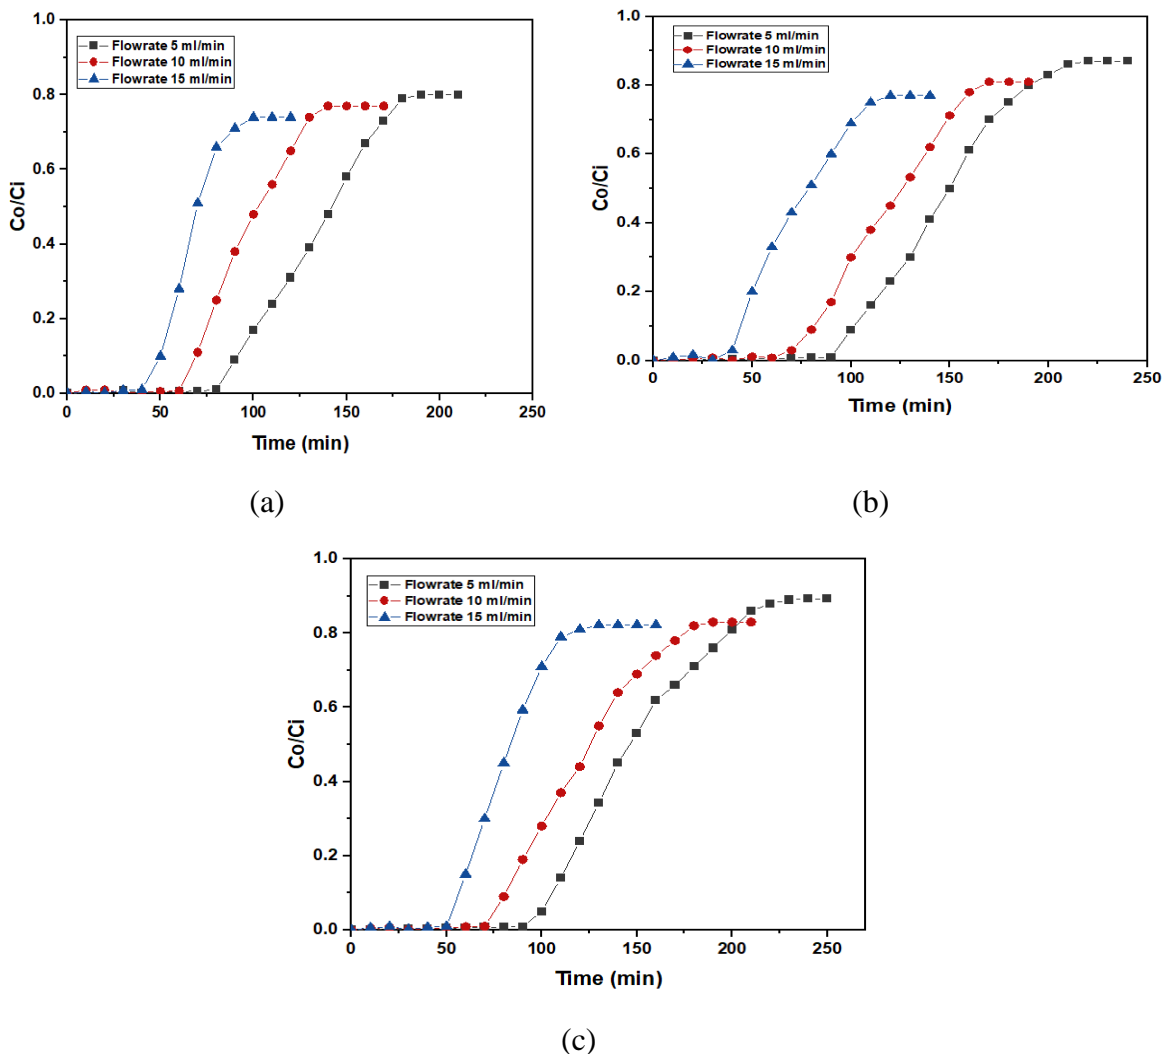 1.0
0.8
0.6
0.4
0.2
0.0
Co/Ci
Flowrate 5 ml/min
Flowrate 10 ml/min
Flowrate 15 ml/min
0 50 100 150 200 250
Time (min)
(a)
1.0
0.8
0.6
0.4
0.2
0.0
Co/Ci
Flowrate 5 ml/min
Flowrate 10 ml/min
Flowrate 15 ml/min
0 50 100 150 200 250
Time (min)
(b)
1.0
0.8
0.6
0.4
0.2
0.0
Co/Ci
Flowrate 5 ml/min
Flowrate 10 ml/min
Flowrate 15 ml/min
0 50 100 150 200 250
Time (min)
(c)